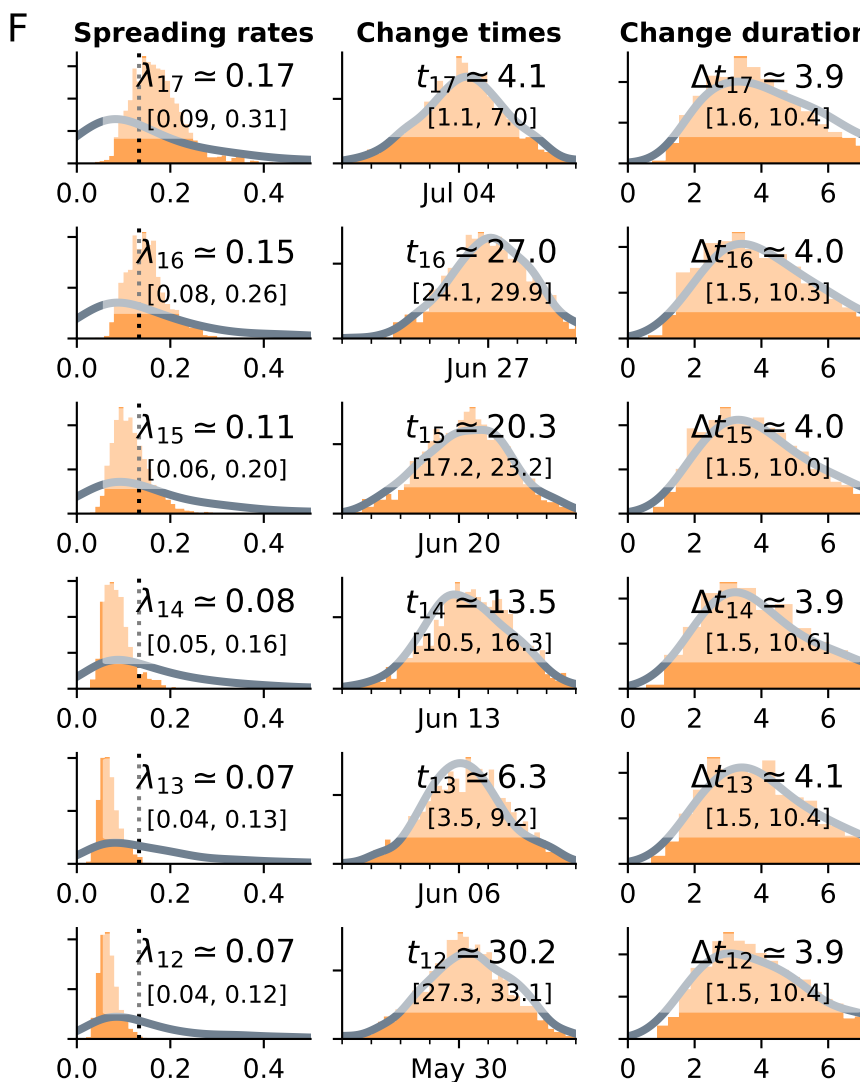 F
Spreading rates Change times Change duration
λ17 ≃ 0.17 t17 ≃ 4.1 Δt17 ≃ 3.9
[0.09, 0.31] [1.1, 7.0] [1.6, 10.4]
0.0 0.2 0.4 Jul 04 0 2 4 6
λ16 ≃ 0.15 t16 ≃ 27.0 Δt16 ≃ 4.0
[0.08, 0.26] [24.1, 29.9] [1.5, 10.3]
0.0 0.2 0.4 Jun 27 0 2 4 6
λ15 ≃ 0.11 t15 ≃ 20.3 Δt15 ≃ 4.0
[0.06, 0.20] [17.2, 23.2] [1.5, 10.0]
0.0 0.2 0.4 Jun 20 0 2 4 6
λ14 ≃ 0.08 t14 ≃ 13.5 Δt14 ≃ 3.9
[0.05, 0.16] [10.5, 16.3] [1.5, 10.6]
0.0 0.2 0.4 Jun 13 0 2 4 6
λ13 ≃ 0.07 t13 ≃ 6.3 Δt13 ≃ 4.1
[0.04, 0.13] [3.5, 9.2] [1.5, 10.4]
0.0 0.2 0.4 Jun 06 0 2 4 6
λ12 ≃ 0.07 t12 ≃ 30.2 Δt12 ≃ 3.9
[0.04, 0.12] [27.3, 33.1] [1.5, 10.4]
0.0 0.2 0.4 May 30 0 2 4 6